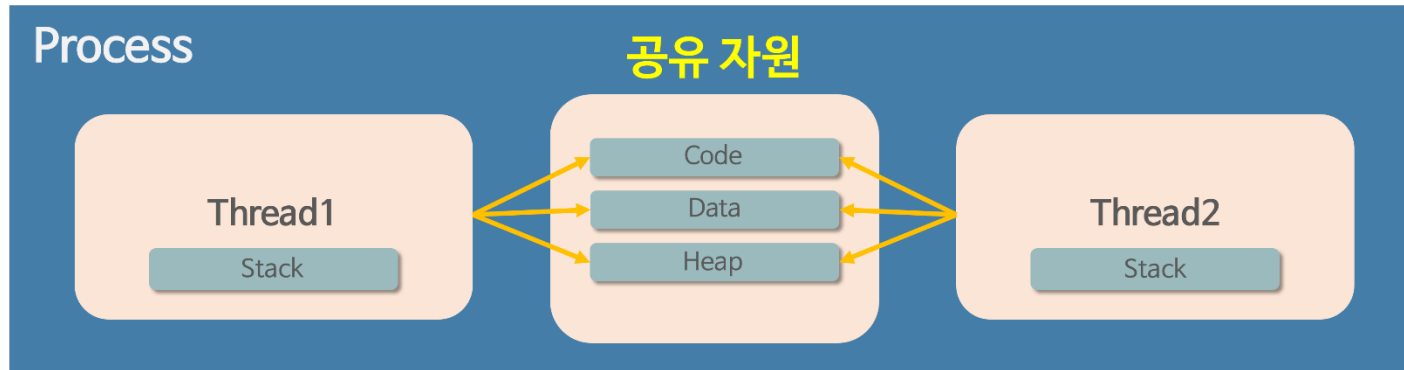 Process
공유 자원
Thread1
Stack
Code
Data
Heap
Thread2
Stack